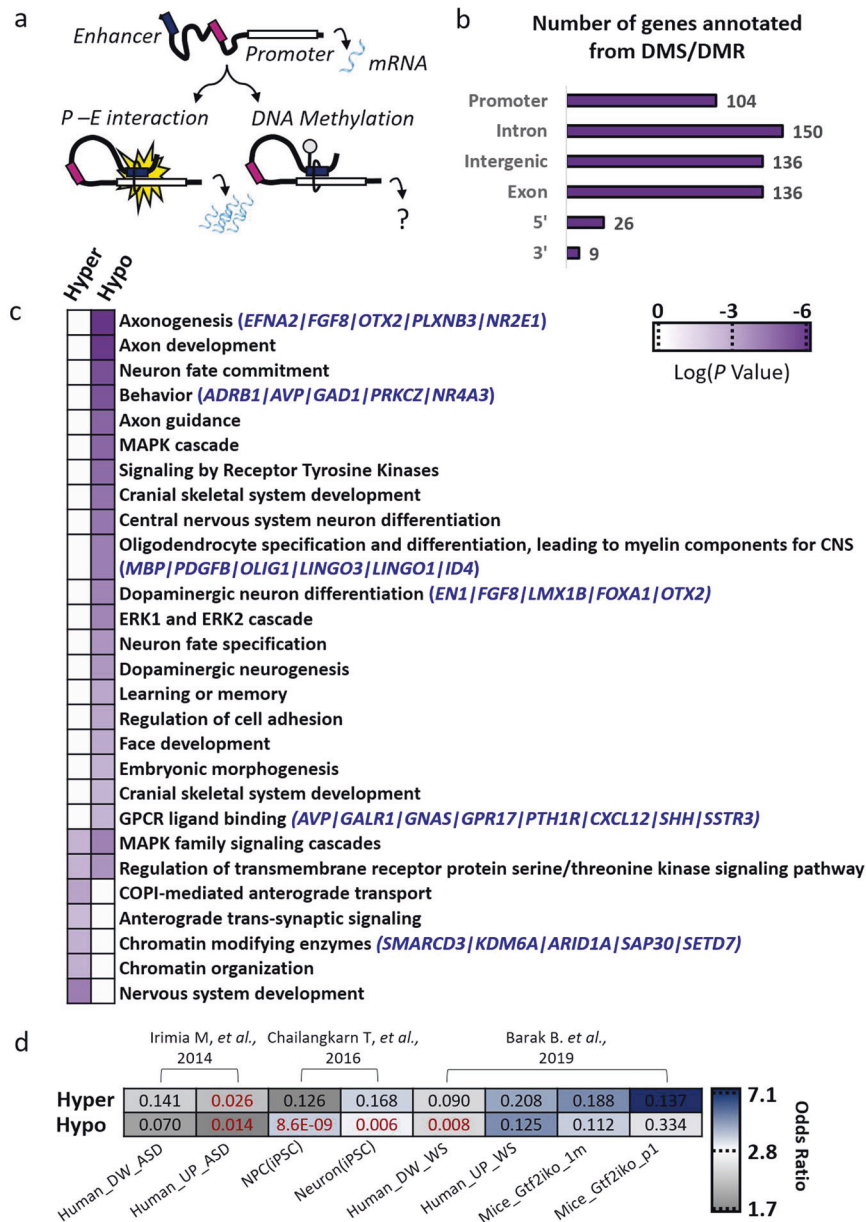 a
Enhancer
Promoter
mRNA
P –E interaction
DNA Methylation
?
b
Number of genes annotated
from DMS/DMR
Promoter 104
Intron 150
Intergenic 136
Exon 136
5' 26
3' 9
c
Hyper
Hypo
0 -3 -6
Log(P Value)
Axonogenesis (EFNA2|FGF8|OTX2|PLXNB3|NR2E1)
Axon development
Neuron fate commitment
Behavior (ADRB1|AVP|GAD1|PRKCZ|NR4A3)
Axon guidance
MAPK cascade
Signaling by Receptor Tyrosine Kinases
Cranial skeletal system development
Central nervous system neuron differentiation
Oligodendrocyte specification and differentiation, leading to myelin components for CNS
(MBP|PDGFB|OLIG1|LINGO3|LINGO1|ID4)
Dopaminergic neuron differentiation (EN1|FGF8|LMX1B|FOXA1|OTX2)
ERK1 and ERK2 cascade
Neuron fate specification
Dopaminergic neurogenesis
Learning or memory
Regulation of cell adhesion
Face development
Embryonic morphogenesis
Cranial skeletal system development
GPCR ligand binding (AVP|GALR1|GNAS|GPR17|PTH1R|CXCL12|SHH|SSTR3)
MAPK family signaling cascades
Regulation of transmembrane receptor protein serine/threonine kinase signaling pathway
COPI-mediated anterograde transport
Anterograde trans-synaptic signaling
Chromatin modifying enzymes (SMARCD3|KDM6A|ARID1A|SAP30|SETD7)
Chromatin organization
Nervous system development
d
Irimia M, et al.,
2014
Chailangkarn T, et al.,
2016
Barak B. et al.,
2019
Hyper 0.141 0.026 0.126 0.168 0.090 0.208 0.188 0.137
Hypo 0.070 0.014 8.6E-09 0.006 0.008 0.125 0.112 0.334
Human_DW_ASD
Human_UP_ASD
NPC(iPSC)
Neuron(iPSC)
Human_DW_WS
Human_UP_WS
Mice_Gtf2iko_1m
Mice_Gtf2iko_p1
7.1
2.8
1.7
Odds Ratio